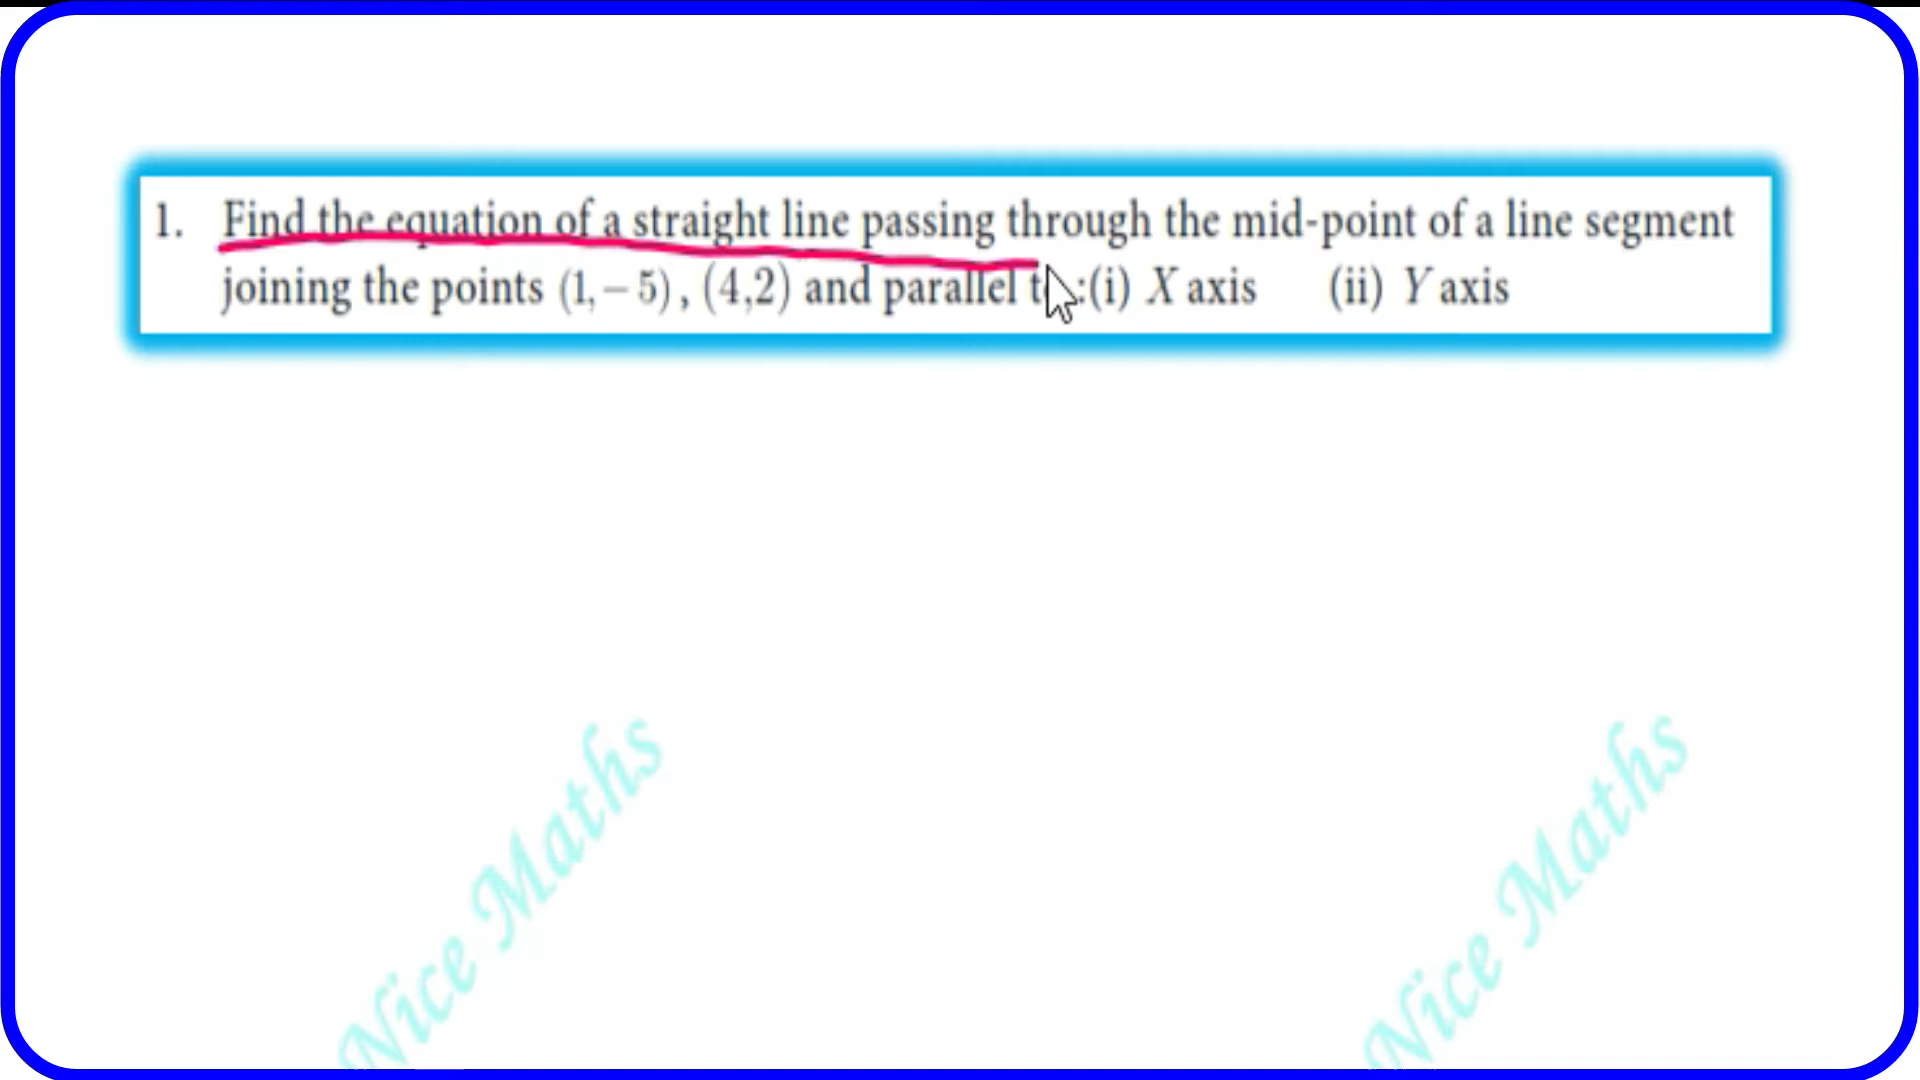 1. Find the equation of a straight line passing through the mid-point of a line segment
joining the points (1,−5), (4,2) and parallel :(i) X axis (ii) Y axis
Nice Maths
Nice Maths